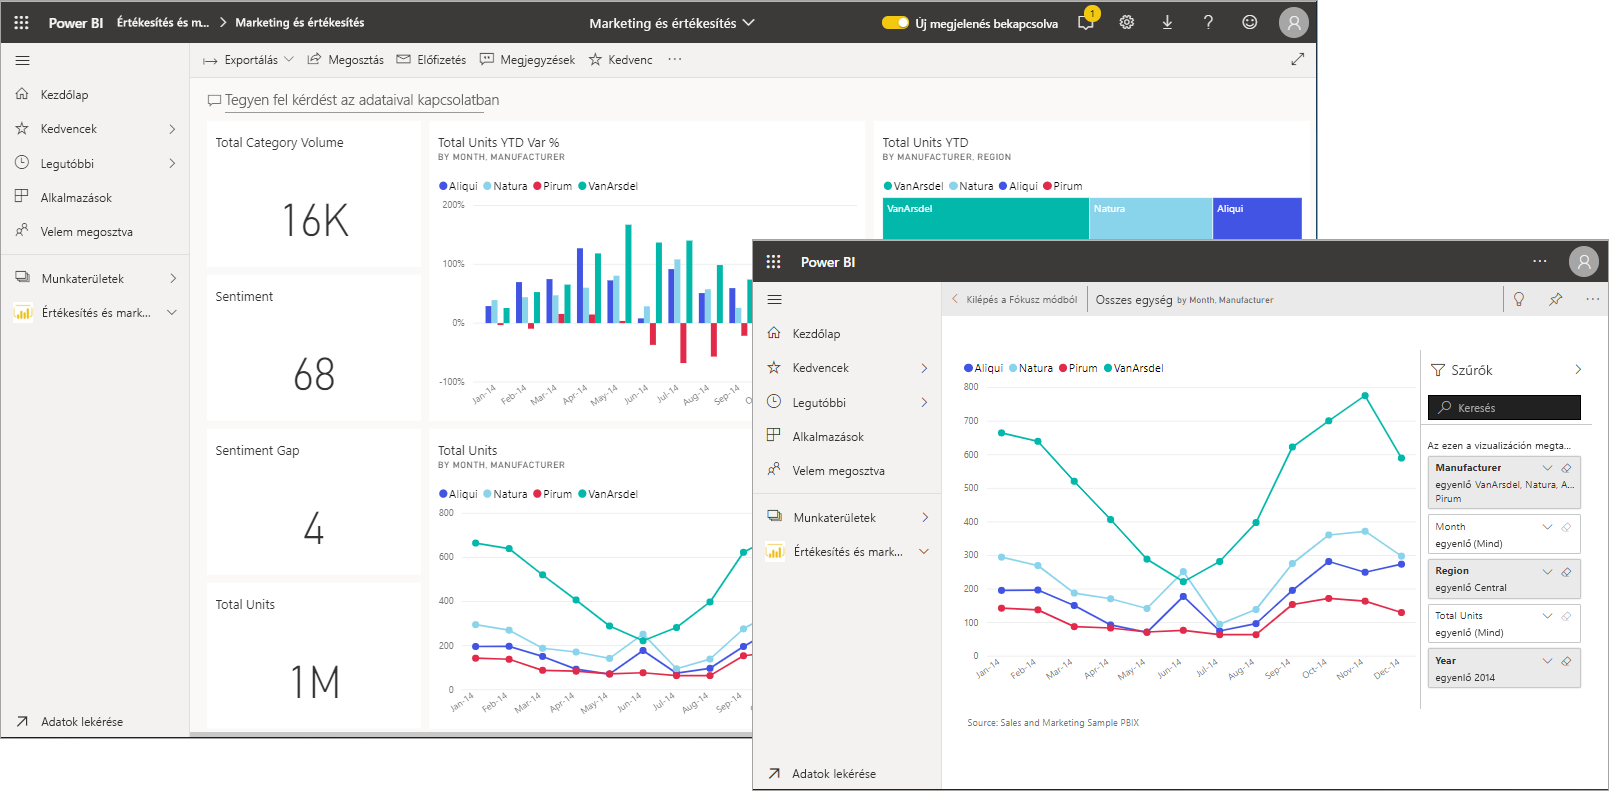 Power BI
Értékesítés és m...
Marketing és értékesítés
Marketing és értékesítés
Új megjelenés bekapcsolva
1
Exportálás
Megosztás
Előfizetés
Megjegyzések
Kedvenc
...
Kezdőlap
Kedvencek
Legutóbbi
Alkalmazások
Velem megosztva
Munkaterületek
Értékesítés és mark...
Adatok lekérése
Tegyen fel kérdést az adataival kapcsolatban
Total Category Volume
16K
Sentiment
68
Sentiment Gap
4
Total Units
1M
Total Units YTD Var %
BY MONTH, MANUFACTURER
Aliqui Natura Pirum VanArsdel
200%
100%
0%
-100%
Jan-14 Feb-14 Mar-14 Apr-14 May-14 Jun-14 Jul-14 Aug-14 Sep-14
Total Units
BY MONTH, MANUFACTURER
Aliqui Natura Pirum VanArsdel
800
600
400
200
0
Jan-14 Feb-14 Mar-14 Apr-14 May-14 Jun-14 Jul-14 Aug-14 Sep-14
Total Units YTD
BY MANUFACTURER, REGION
VanArsdel Natura Aliqui Pirum
VanArsdel Natura Aliqui
Power BI
...
Kezdőlap
Kedvencek
Legutóbbi
Alkalmazások
Velem megosztva
Munkaterületek
Értékesítés és mark...
Adatok lekérése
Kilépés a Fókusz módból
Osszes egység by Month, Manufacturer
...
Aliqui Natura Pirum VanArsdel
800
700
600
500
400
300
200
100
0
Jan-14 Feb-14 Mar-14 Apr-14 May-14 Jun-14 Jul-14 Aug-14 Sep-14 Oct-14 Nov-14 Dec-14
Source: Sales and Marketing Sample PBIX
Szűrők
Keresés
Az ezen a vizualizáción megta...
Manufacturer
egyenlő VanArsdel, Natura, A...
Pirum
Month
egyenlő (Mind)
Region
egyenlő Central
Total Units
egyenlő (Mind)
Year
egyenlő 2014